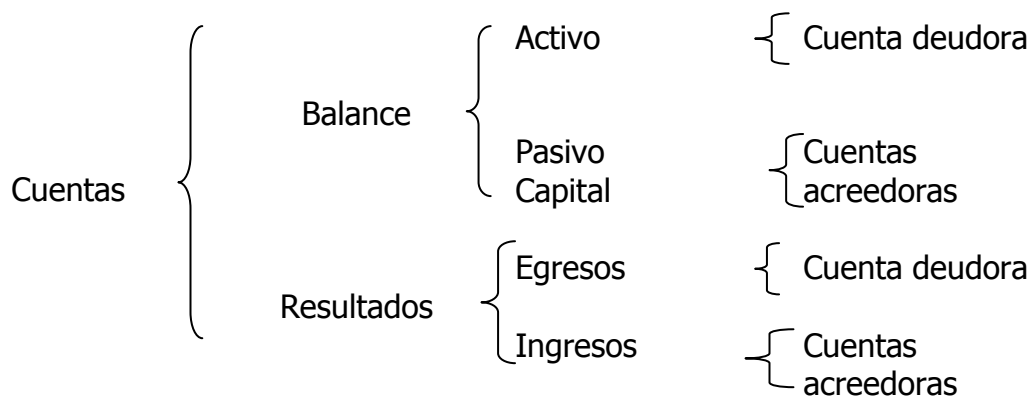 Activo Cuenta deudora
Balance
Pasivo Cuentas
Cuentas Capital acreedoras
Egresos Cuenta deudora
Resultados
Ingresos Cuentas
acreedoras